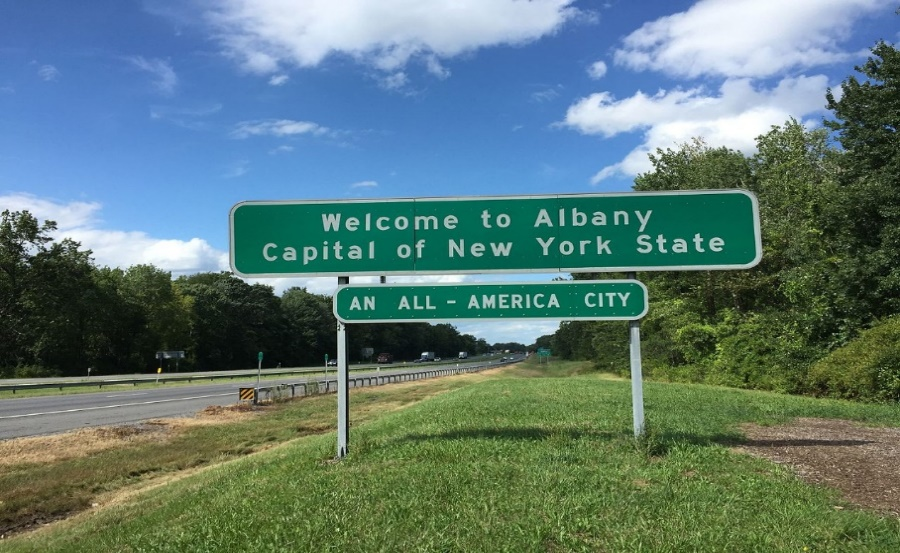 Welcome to Albany
Capital of New York State
AN ALL-AMERICA CITY